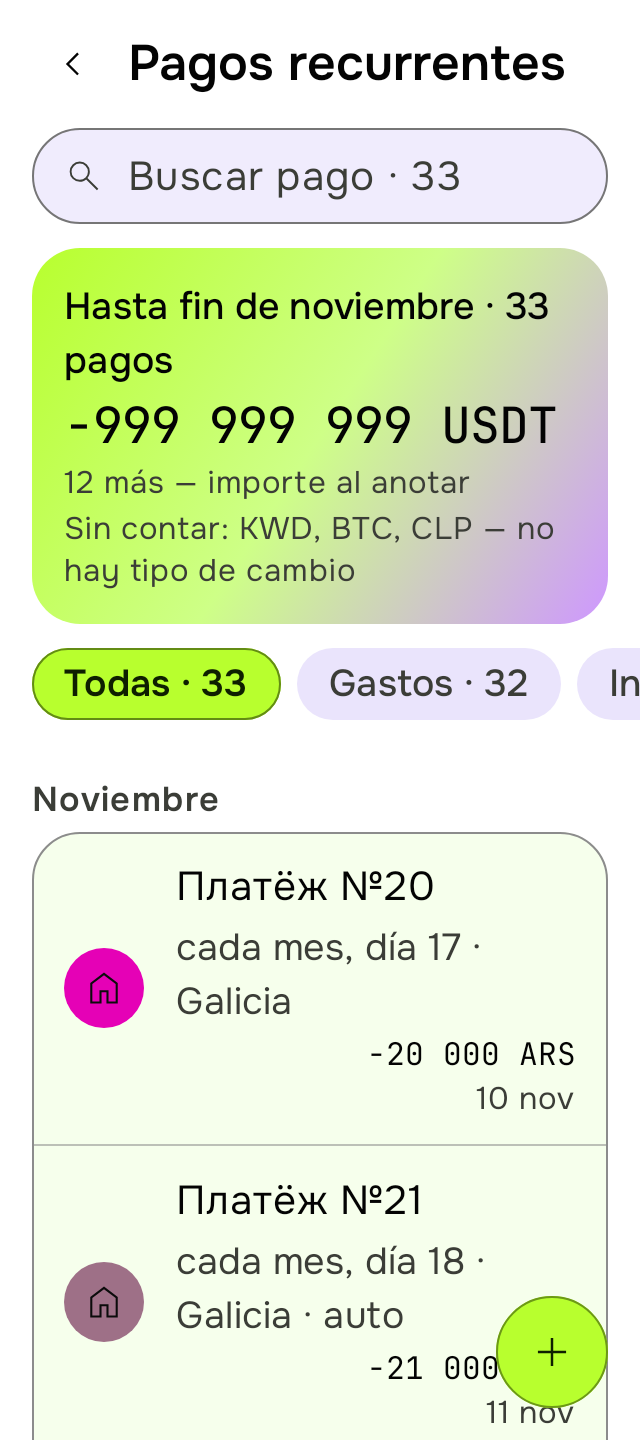 Pagos recurrentes
Buscar pago · 33
Hasta fin de noviembre · 33
pagos
-999 999 999 USDT
12 más — importe al anotar
Sin contar: KWD, BTC, CLP — no
hay tipo de cambio
Todas · 33
Gastos · 32
In
Noviembre
Платёж №20
cada mes, día 17 ·
Galicia
-20 000 ARS
10 nov
Платёж №21
cada mes, día 18 ·
Galicia · auto
-21 000
11 nov